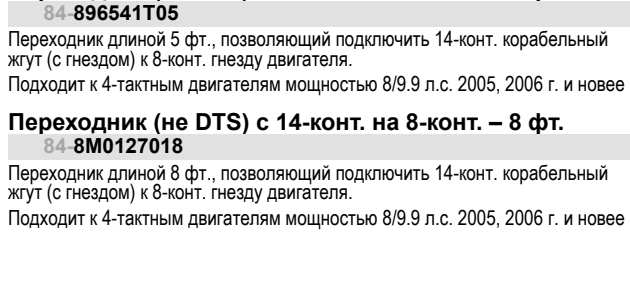 84-896541T05
Переходник длиной 5 фт., позволяющий подключить 14-конт. корабельный
жгут (с гнездом) к 8-конт. гнезду двигателя.
Подходит к 4-тактным двигателям мощностью 8/9.9 л.с. 2005, 2006 г. и новее
Переходник (не DTS) с 14-конт. на 8-конт. – 8 фт.
84-8M0127018
Переходник длиной 8 фт., позволяющий подключить 14-конт. корабельный
жгут (с гнездом) к 8-конт. гнезду двигателя.
Подходит к 4-тактным двигателям мощностью 8/9.9 л.с. 2005, 2006 г. и новее